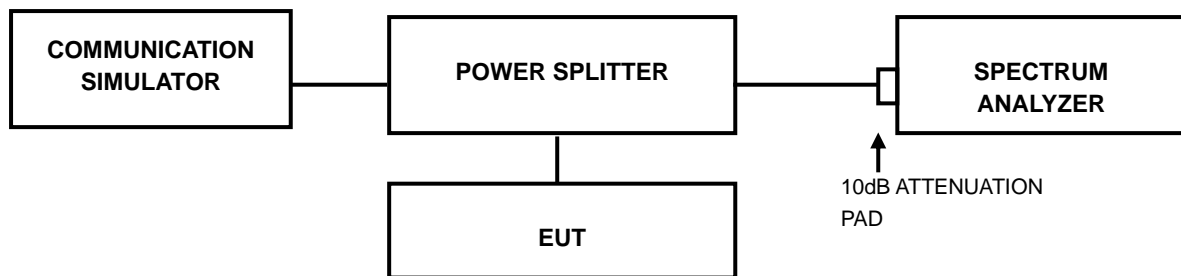 COMMUNICATION
SIMULATOR
POWER SPLITTER
SPECTRUM
ANALYZER
10dB ATTENUATION
PAD
EUT